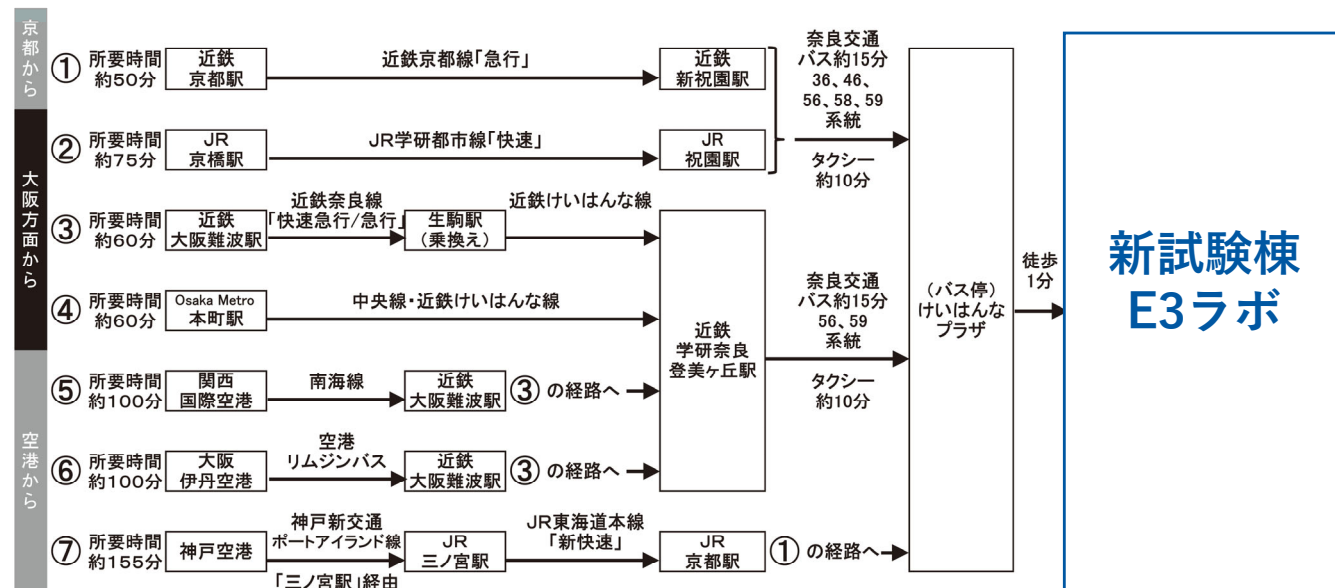 京都から
① 所要時間
約50分
近鉄
京都駅
近鉄京都線「急行」
近鉄
新祝園駅
奈良交通
バス約15分
36、46、
56、58、59
系統
タクシー
約10分
大阪方面から
② 所要時間
約75分
JR
京橋駅
JR学研都市線「快速」
JR
祝園駅
③ 所要時間
約60分
近鉄
大阪難波駅
近鉄奈良線
「快速急行/急行」
生駒駅
(乗換え)
近鉄けいはんな線
④ 所要時間
約60分
Osaka Metro
本町駅
中央線・近鉄けいはんな線
近鉄
学研奈良
登美ヶ丘駅
奈良交通
バス約15分
56、59
系統
タクシー
約10分
(バス停)
けいはんな
プラザ
徒歩
1分
新試験棟
E3ラボ
空港から
⑤ 所要時間
約100分
関西
国際空港
南海線
近鉄
大阪難波駅
③ の経路へ
⑥ 所要時間
約100分
大阪
伊丹空港
空港
リムジンバス
近鉄
大阪難波駅
③ の経路へ
⑦ 所要時間
約155分
神戸空港
神戸新交通
ポートアイランド線
「三ノ宮駅」経由
JR
三ノ宮駅
JR東海道本線
「新快速」
JR
京都駅
① の経路へ